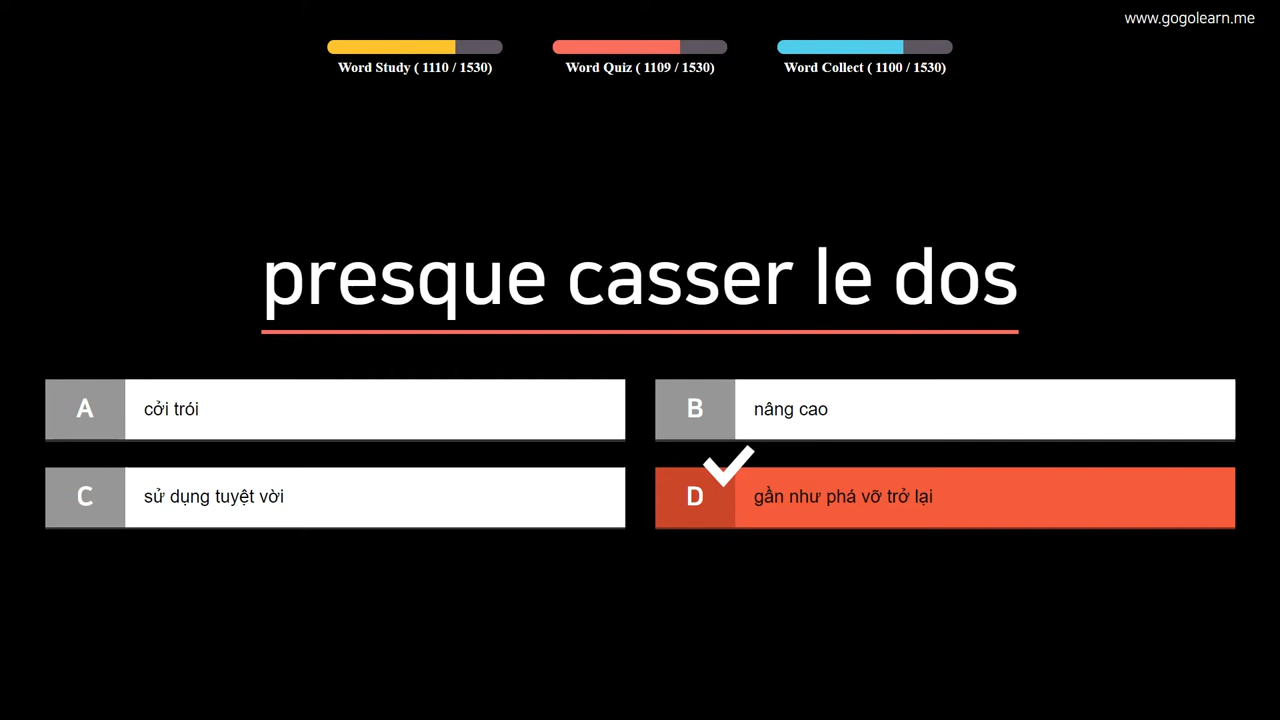 www.gogolearn.me
Word Study ( 1110 / 1530) Word Quiz ( 1109 / 1530) Word Collect ( 1100 / 1530)
presque casser le dos
A cởi trói
B nâng cao
C sử dụng tuyệt vời
D gần như phá vỡ trở lại